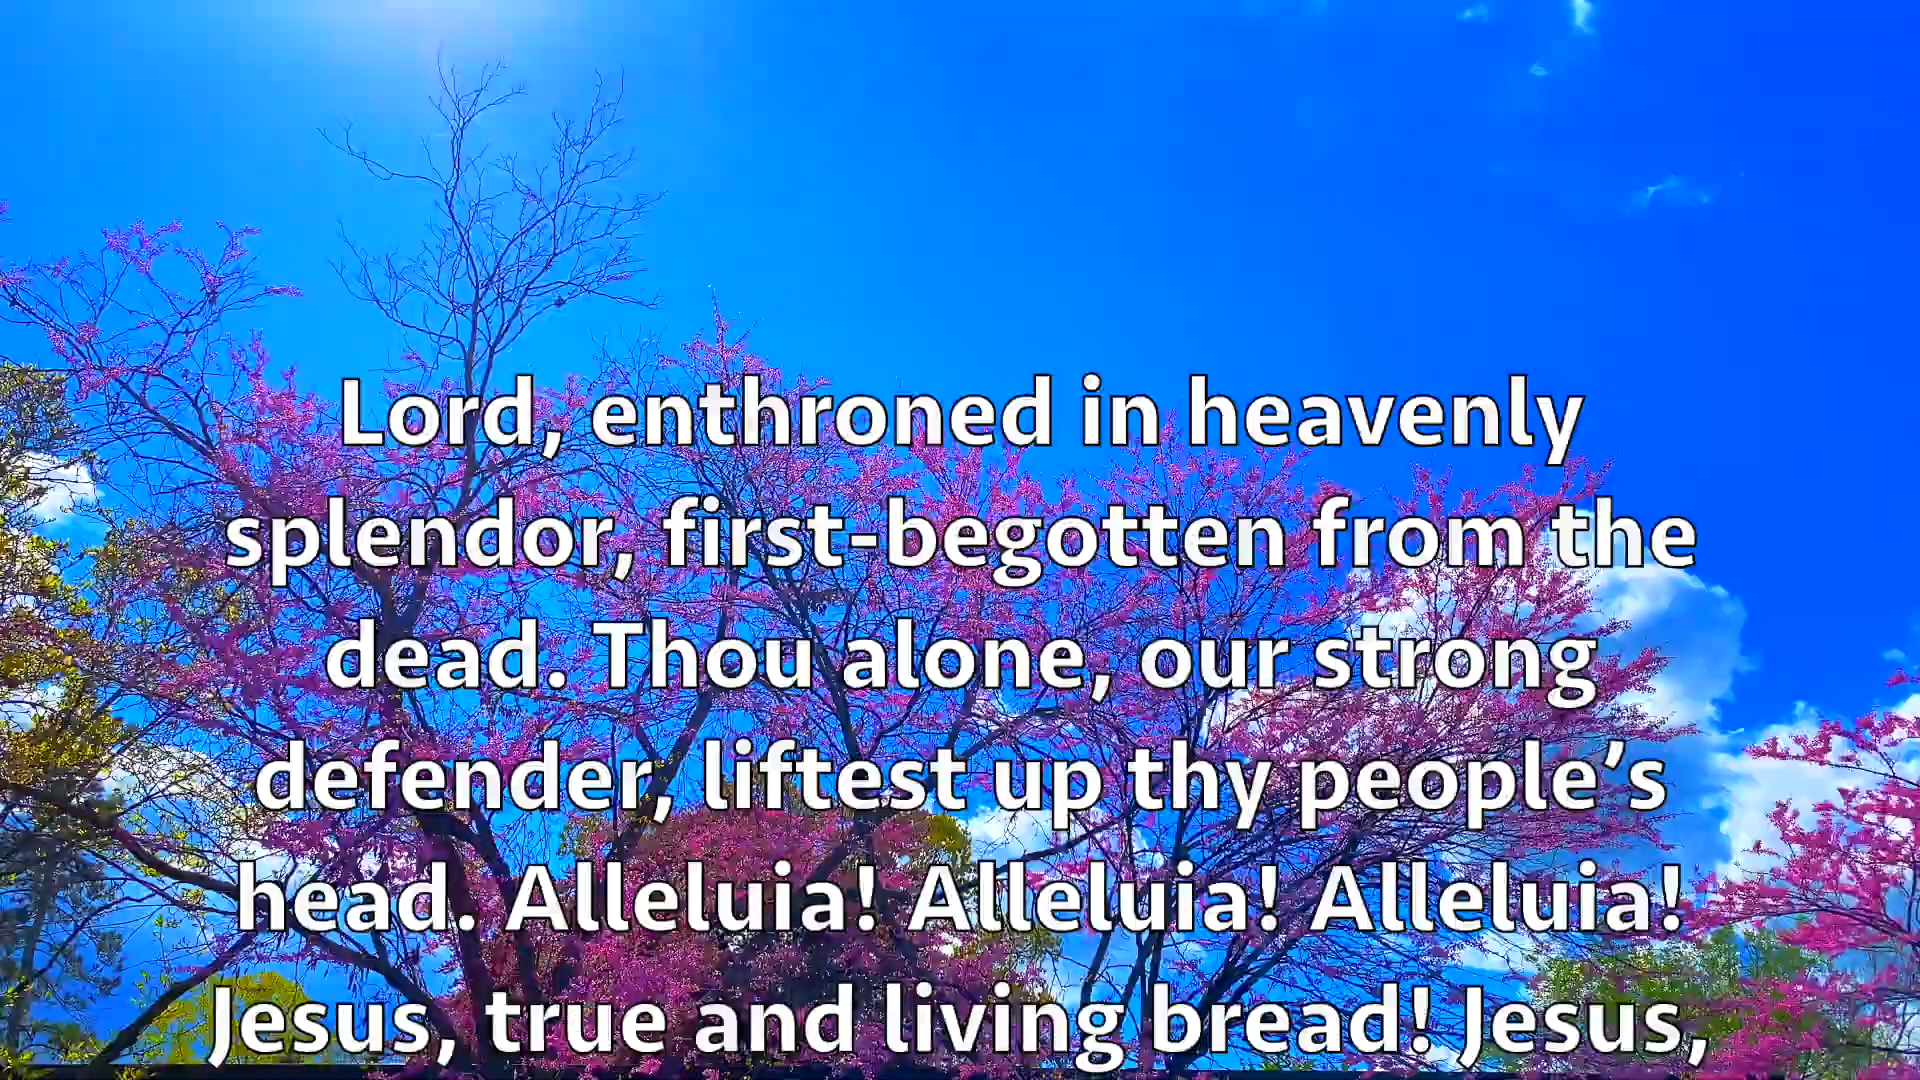 Lord, enthroned in heavenly
splendor, first-begotten from the
dead. Thou alone, our strong
defender, liftest up thy people’s
head. Alleluia! Alleluia! Alleluia!
Jesus, true and living bread! Jesus,